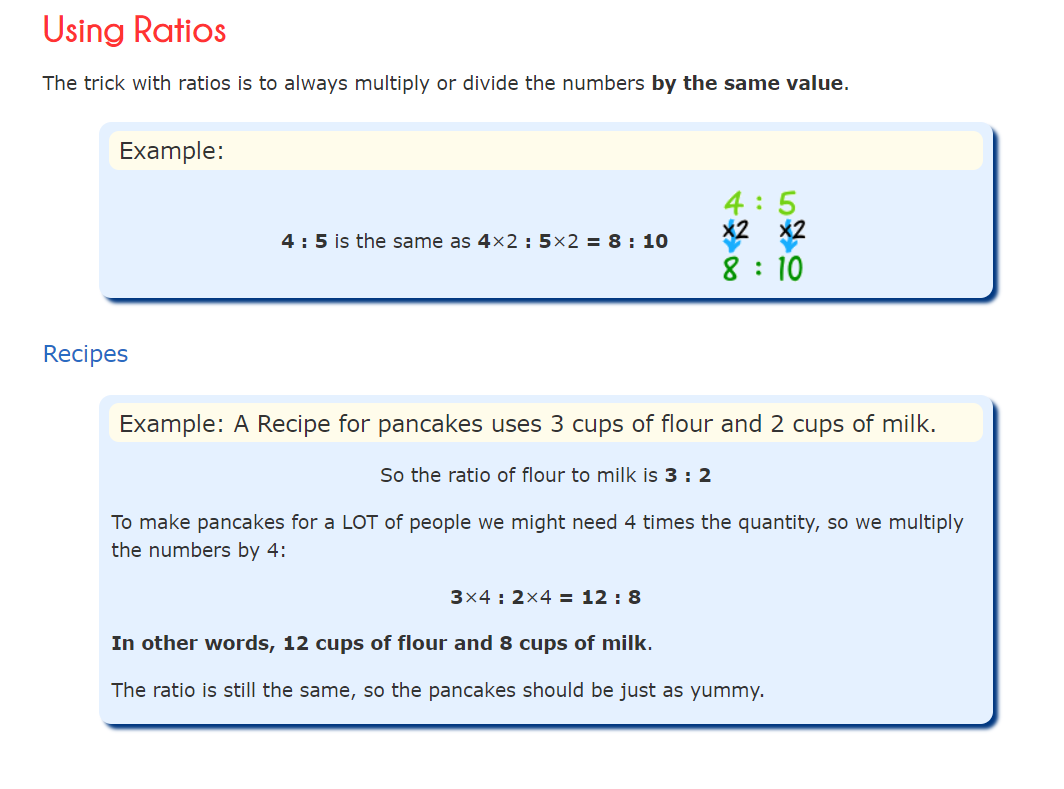 Using Ratios
The trick with ratios is to always multiply or divide the numbers by the same value.
Example:
4 : 5 is the same as 4×2 : 5×2 = 8 : 10
4 : 5
x2 x2
8 : 10
Recipes
Example: A Recipe for pancakes uses 3 cups of flour and 2 cups of milk.
So the ratio of flour to milk is 3 : 2
To make pancakes for a LOT of people we might need 4 times the quantity, so we multiply
the numbers by 4:
3×4 : 2×4 = 12 : 8
In other words, 12 cups of flour and 8 cups of milk.
The ratio is still the same, so the pancakes should be just as yummy.